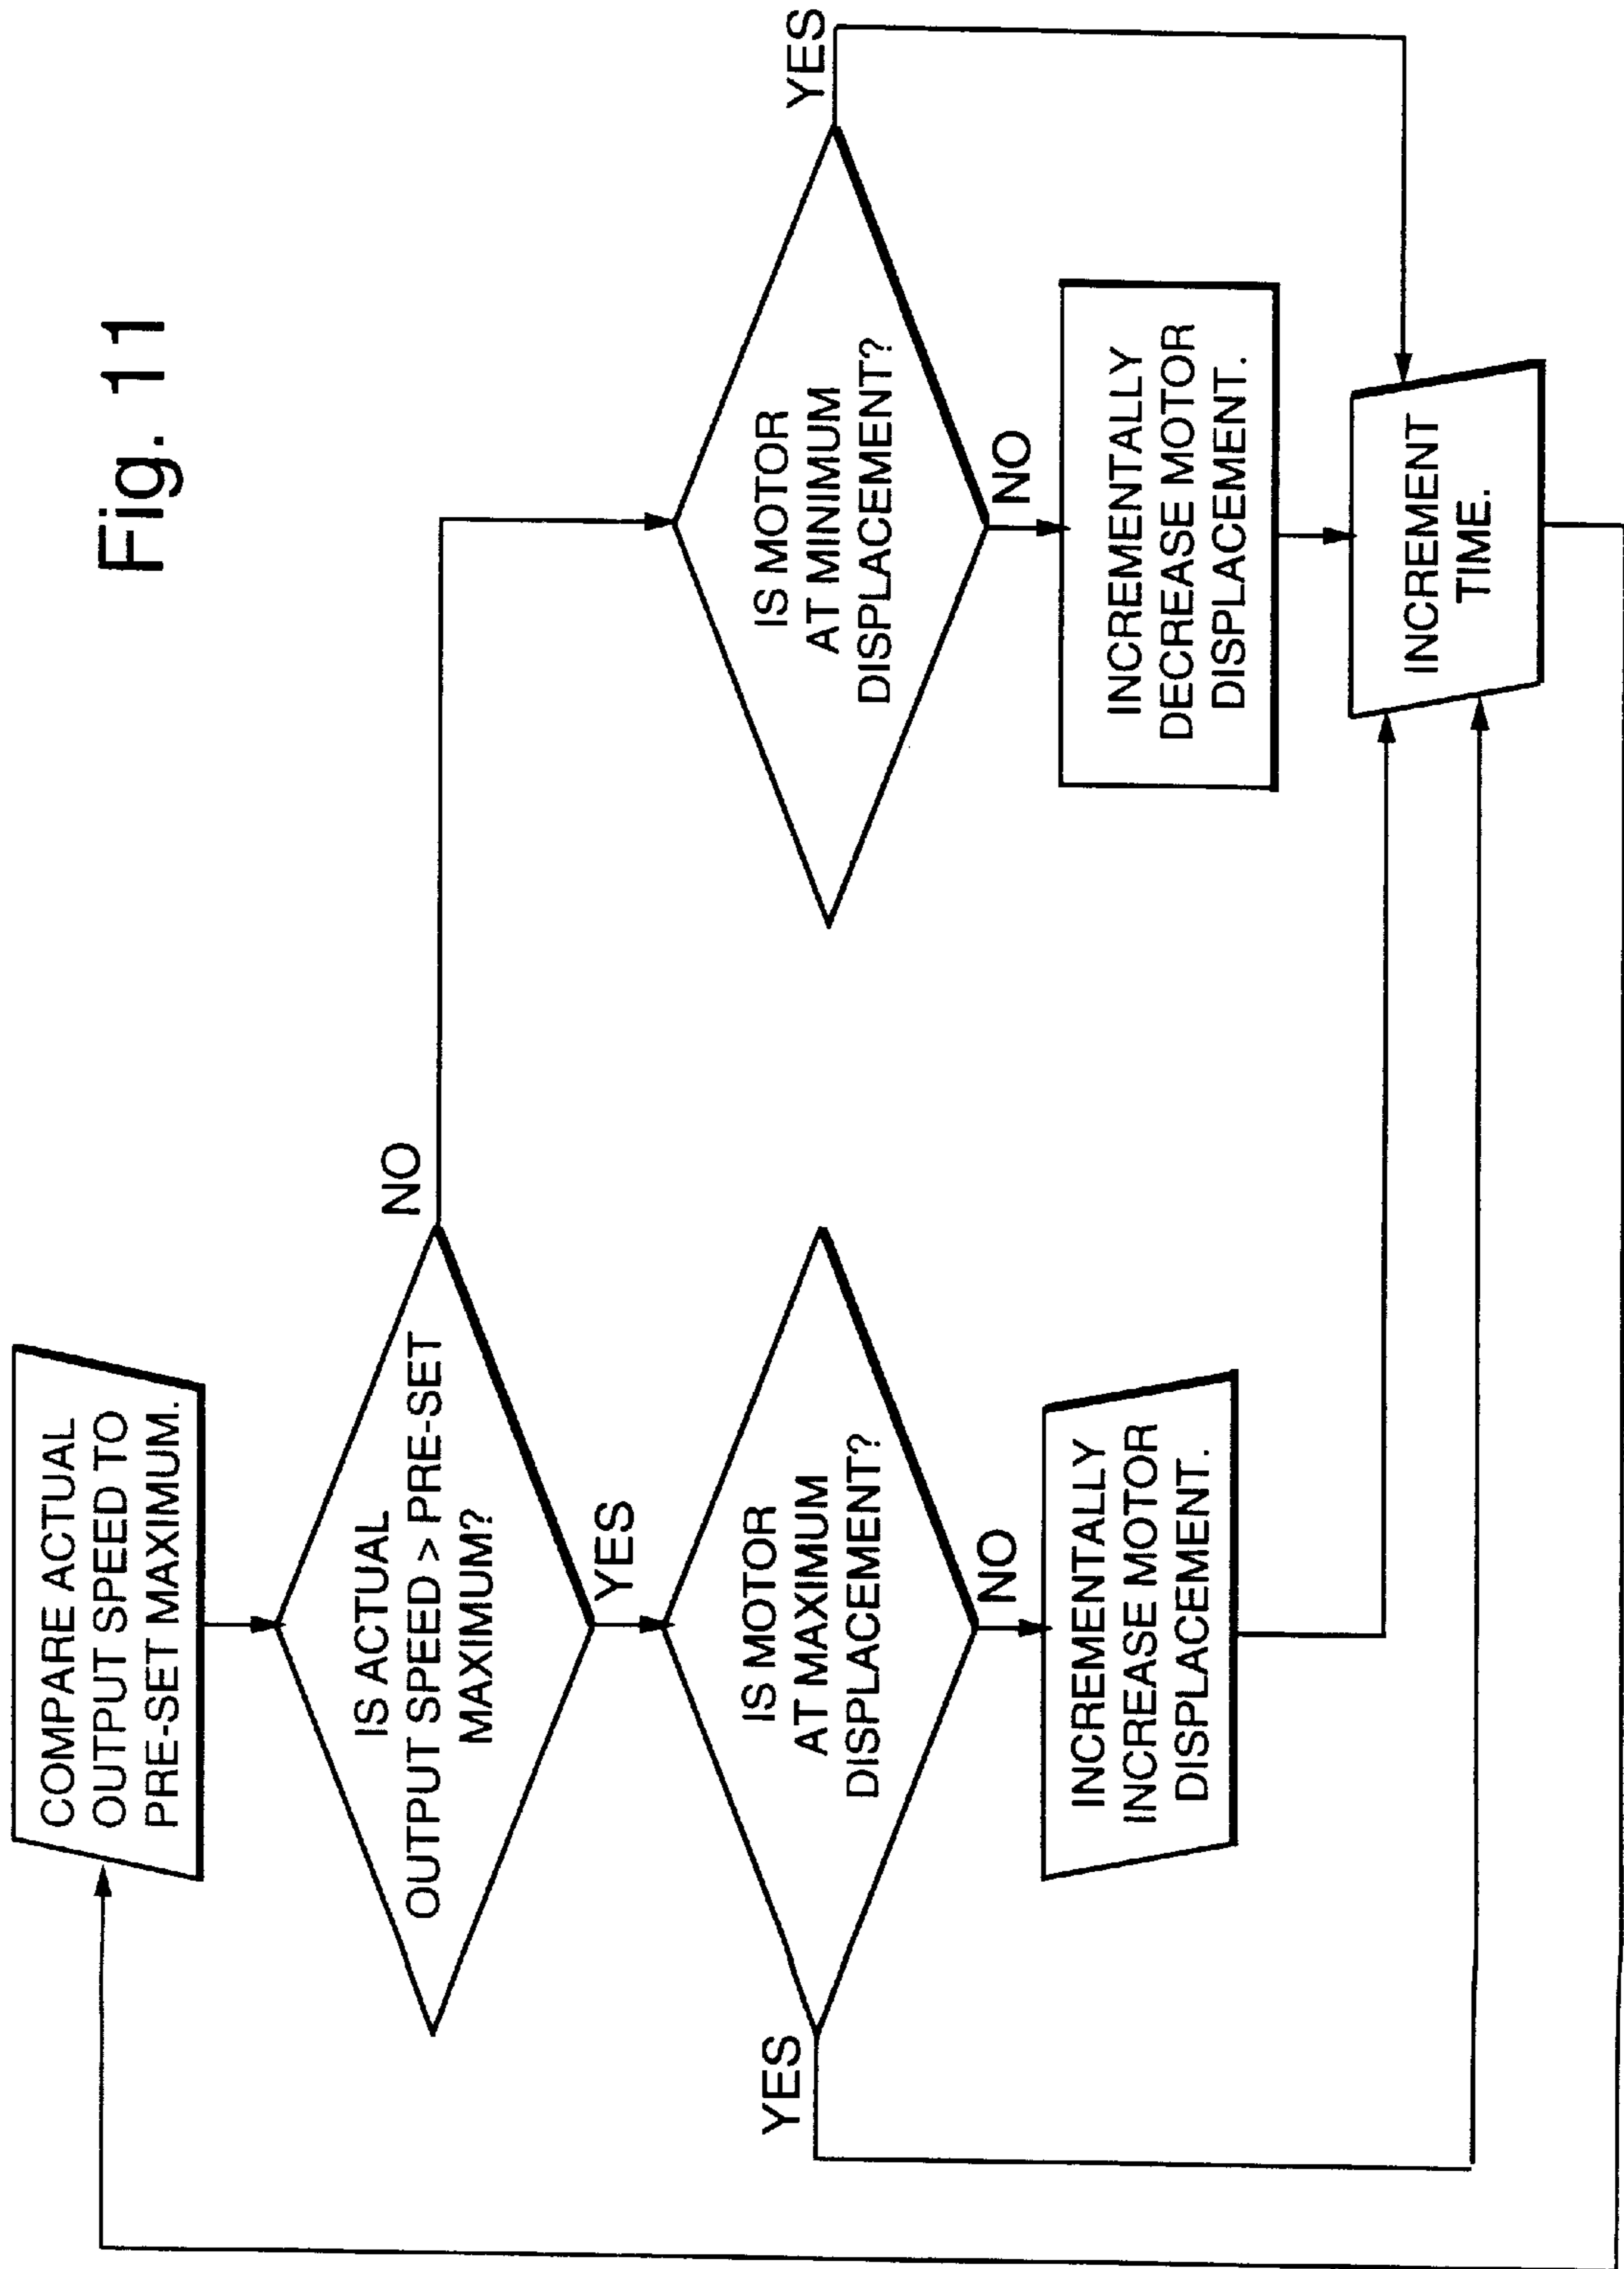 Fig. 11
COMPARE ACTUAL
OUTPUT SPEED TO
PRE-SET MAXIMUM.
IS ACTUAL
OUTPUT SPEED > PRE-SET
MAXIMUM?
NO
YES
IS MOTOR
AT MAXIMUM
DISPLACEMENT?
YES
NO
INCREMENTALLY
INCREASE MOTOR
DISPLACEMENT.
IS MOTOR
AT MINIMUM
DISPLACEMENT?
YES
NO
INCREMENTALLY
DECREASE MOTOR
DISPLACEMENT.
INCREMENT
TIME.